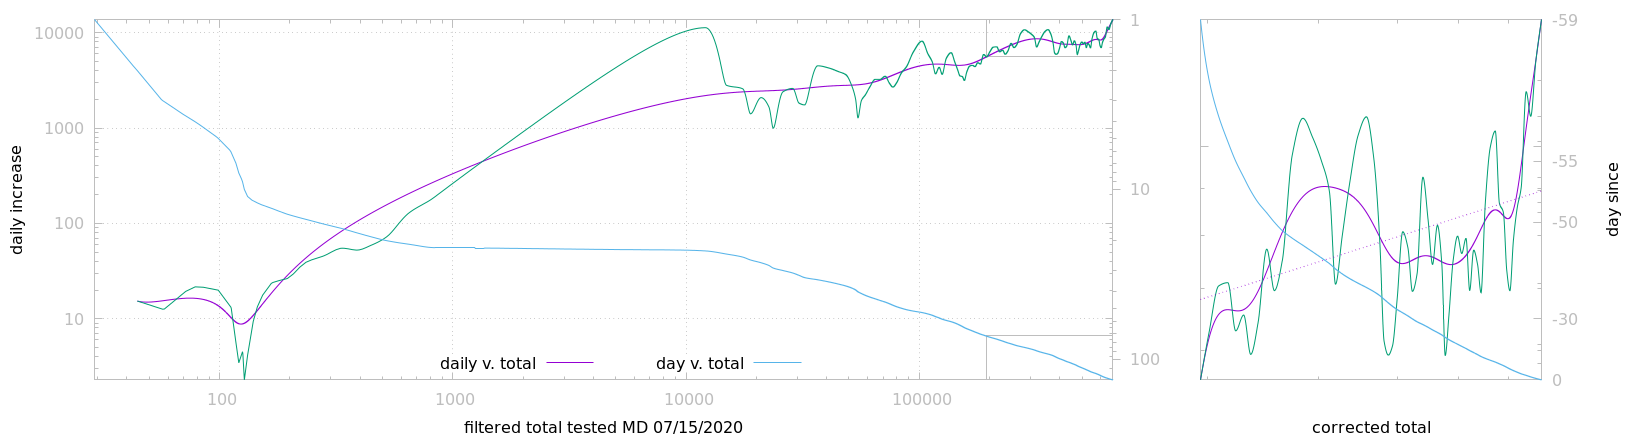 10000
1000
100
10
daily increase
100
1000
10000
100000
1
10
100
daily v. total
day v. total
filtered total tested MD 07/15/2020
-59
-55
-50
-30
0
day since
corrected total